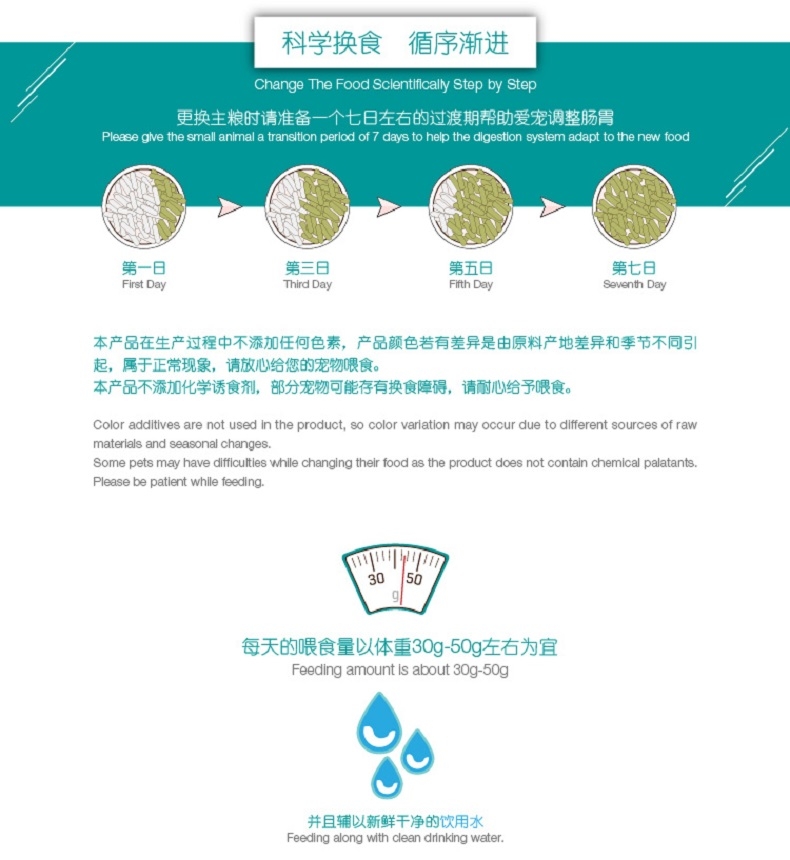 科学换食 循序渐进
Change The Food Scientifically Step by Step
更换主粮时请准备一个七日左右的过渡期帮助爱宠调整肠胃
Please give the small animal a transition period of 7 days to help the digestion system adapt to the new food
第一日 第三日 第五日 第七日
First Day Third Day Fifth Day Seventh Day
本产品在生产过程中不添加任何色素，产品颜色若有差异是由原料产地差异和季节不同引
起，属于正常现象，请放心给您的宠物喂食。
本产品不添加化学诱食剂，部分宠物可能存有换食障碍，请耐心给予喂食。
Color additives are not used in the product, so color variation may occur due to different sources of raw
materials and seasonal changes.
Some pets may have difficulties while changing their food as the product does not contain chemical palatants.
Please be patient while feeding.
30 50
g
每天的喂食量以体重30g-50g左右为宜
Feeding amount is about 30g-50g
并且辅以新鲜干净的饮用水
Feeding along with clean drinking water.